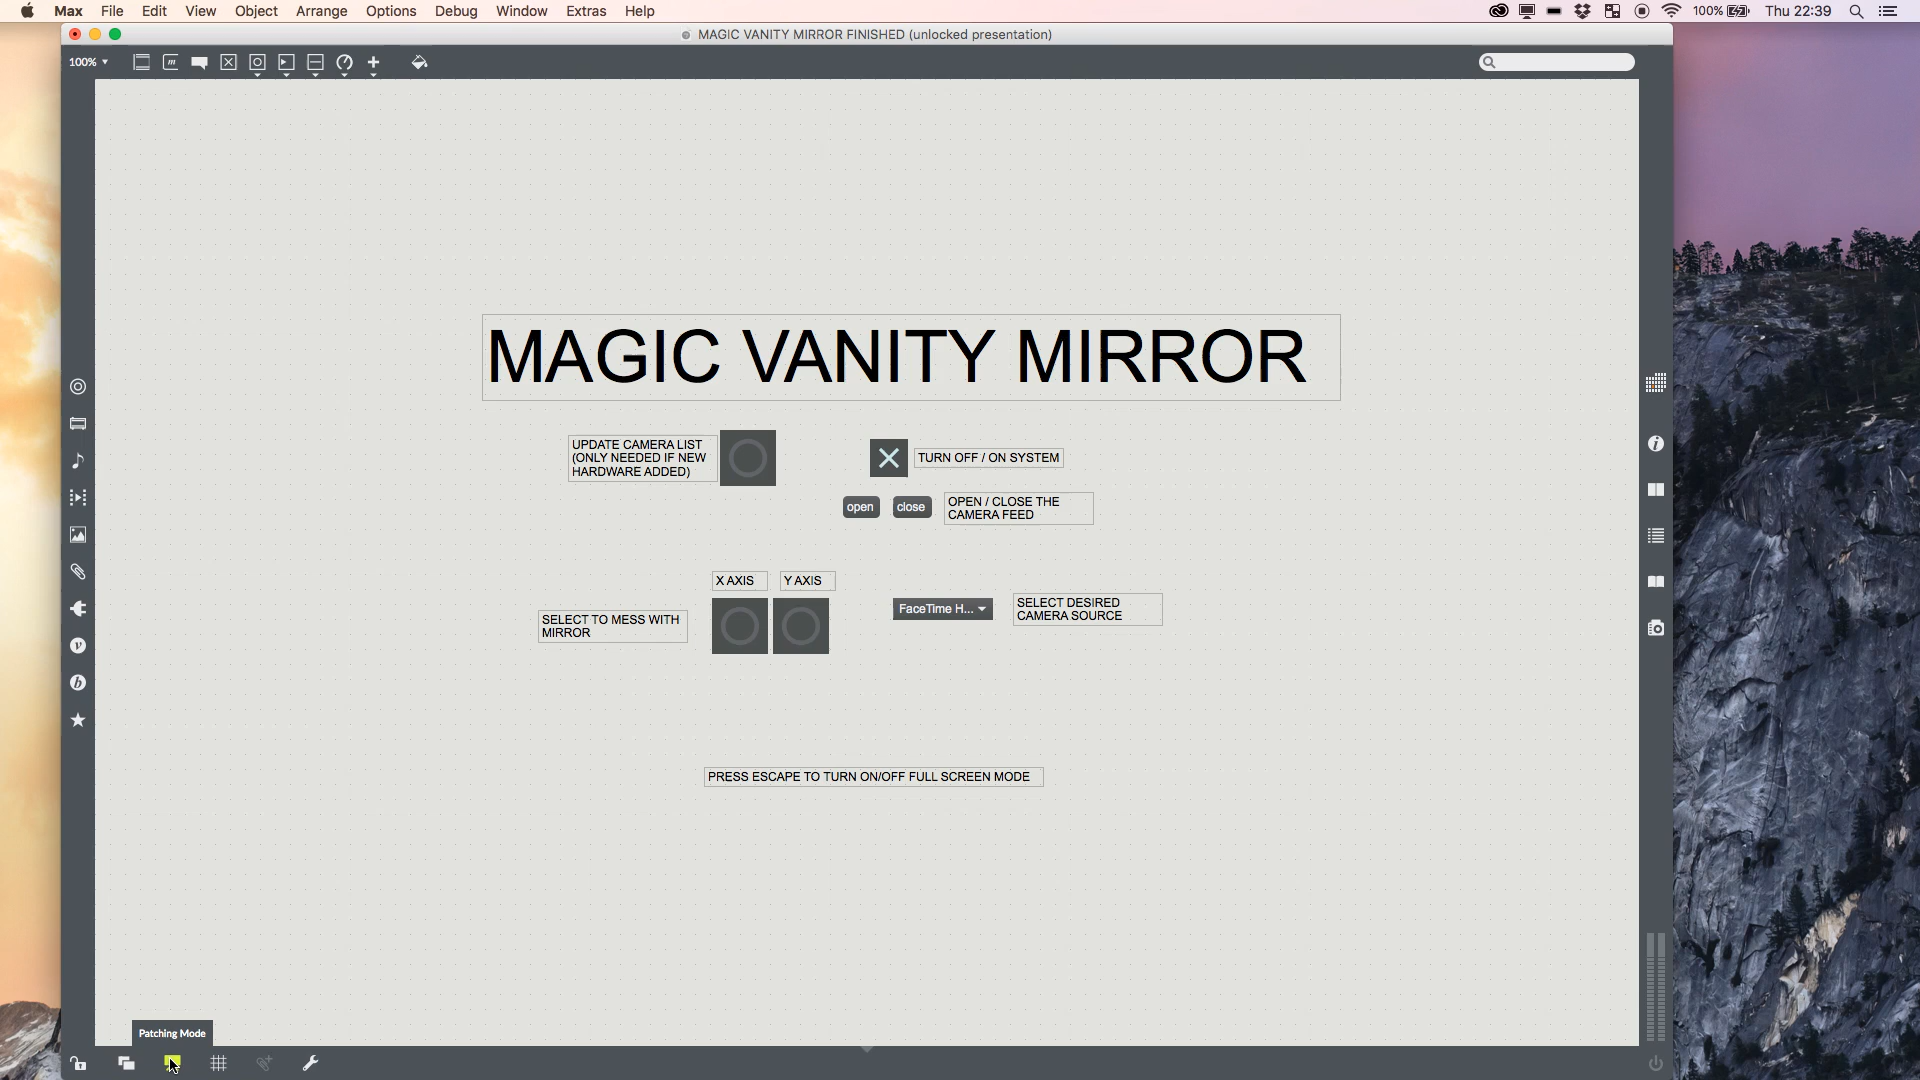 Max File Edit View Object Arrange Options Debug Window Extras Help 100% Thu 22:39
MAGIC VANITY MIRROR FINISHED (unlocked presentation)
100%
m
MAGIC VANITY MIRROR
UPDATE CAMERA LIST
(ONLY NEEDED IF NEW
HARDWARE ADDED)
TURN OFF / ON SYSTEM
open close
OPEN / CLOSE THE
CAMERA FEED
X AXIS Y AXIS
SELECT TO MESS WITH
MIRROR
FaceTime H...
SELECT DESIRED
CAMERA SOURCE
PRESS ESCAPE TO TURN ON/OFF FULL SCREEN MODE
Patching Mode